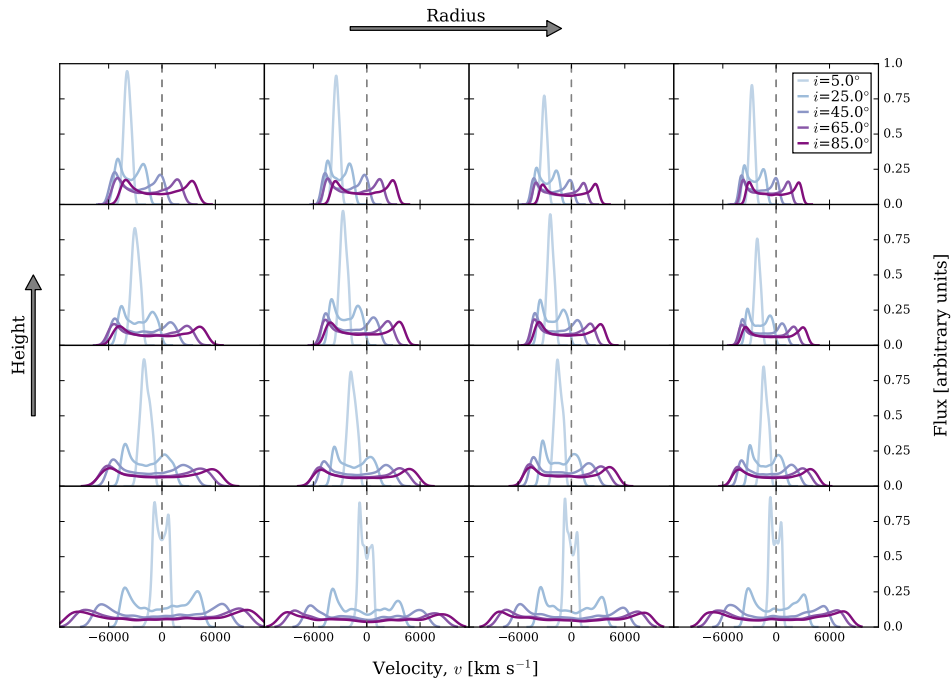 Radius
Height
1.0
0.75
0.5
0.25
0.0
0.75
0.5
0.25
0.0
0.75
0.5
0.25
0.0
0.75
0.5
0.25
0.0
i=5.0°
i=25.0°
i=45.0°
i=65.0°
i=85.0°
Flux [arbitrary units]
−6000 0 6000 −6000 0 6000 −6000 0 6000 −6000 0 6000
Velocity, v [km s⁻¹]